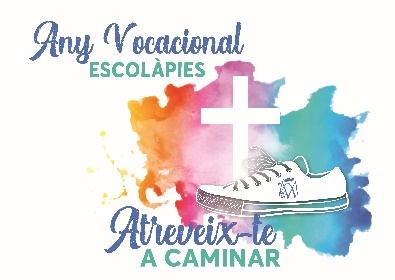 Any Vocacional
ESCOLÀPIES
Atreveix-te
A CAMINAR